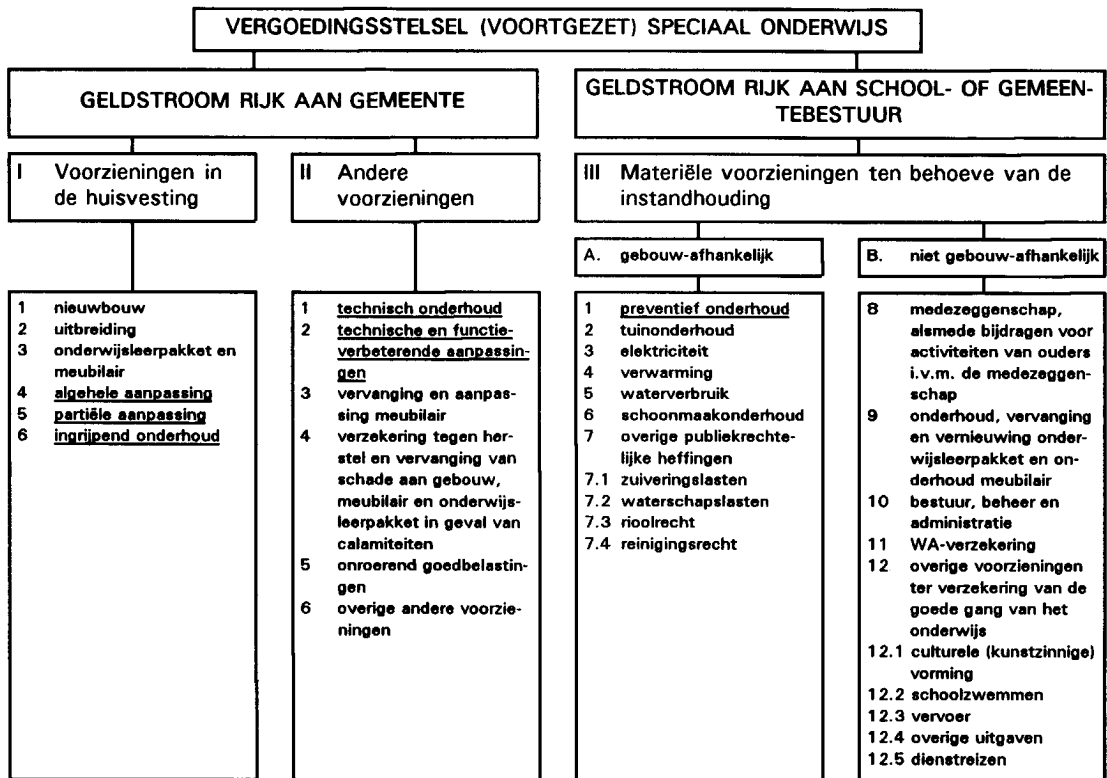 VERGOEDINGSSTELSEL (VOORTGEZET) SPECIAAL ONDERWIJS
GELDSTROOM RIJK AAN GEMEENTE
GELDSTROOM RIJK AAN SCHOOL- OF GEMEEN-
TEBESTUUR
I Voorzieningen in
de huisvesting
II Andere
voorzieningen
III Materiële voorzieningen ten behoeve van de
instandhouding
A. gebouw-afhankelijk
B. niet gebouw-afhankelijk
1 nieuwbouw
2 uitbreiding
3 onderwijsleerpakket en
meubilair
4 algehele aanpassing
5 partiële aanpassing
6 ingrijpend onderhoud
1 technisch onderhoud
2 technische en functie-
verbeterende aanpassin-
gen
3 vervanging en aanpas-
sing meubilair
4 verzekering tegen her-
stel en vervanging van
schade aan gebouw,
meubilair en onderwijs-
leerpakket in geval van
calamiteiten
5 onroerend goedbelastin-
gen
6 overige andere voorzie-
ningen
1 preventief onderhoud
2 tuinonderhoud
3 elektriciteit
4 verwarming
5 waterverbruik
6 schoonmaakonderhoud
7 overige publiekrechte-
lijke heffingen
7.1 zuiveringslasten
7.2 waterschapslasten
7.3 rioolrecht
7.4 reinigingsrecht
8 medezeggenschap,
alsmede bijdragen voor
activiteiten van ouders
i.v.m. de medezeggen-
schap
9 onderhoud, vervanging
en vernieuwing onder-
wijsleerpakket en on-
derhoud meubilair
10 bestuur, beheer en
administratie
11 WA-verzekering
12 overige voorzieningen
ter verzekering van de
goede gang van het
onderwijs
12.1 culturele (kunstzinnige)
vorming
12.2 schoolzwemmen
12.3 vervoer
12.4 overige uitgaven
12.5 dienstreizen